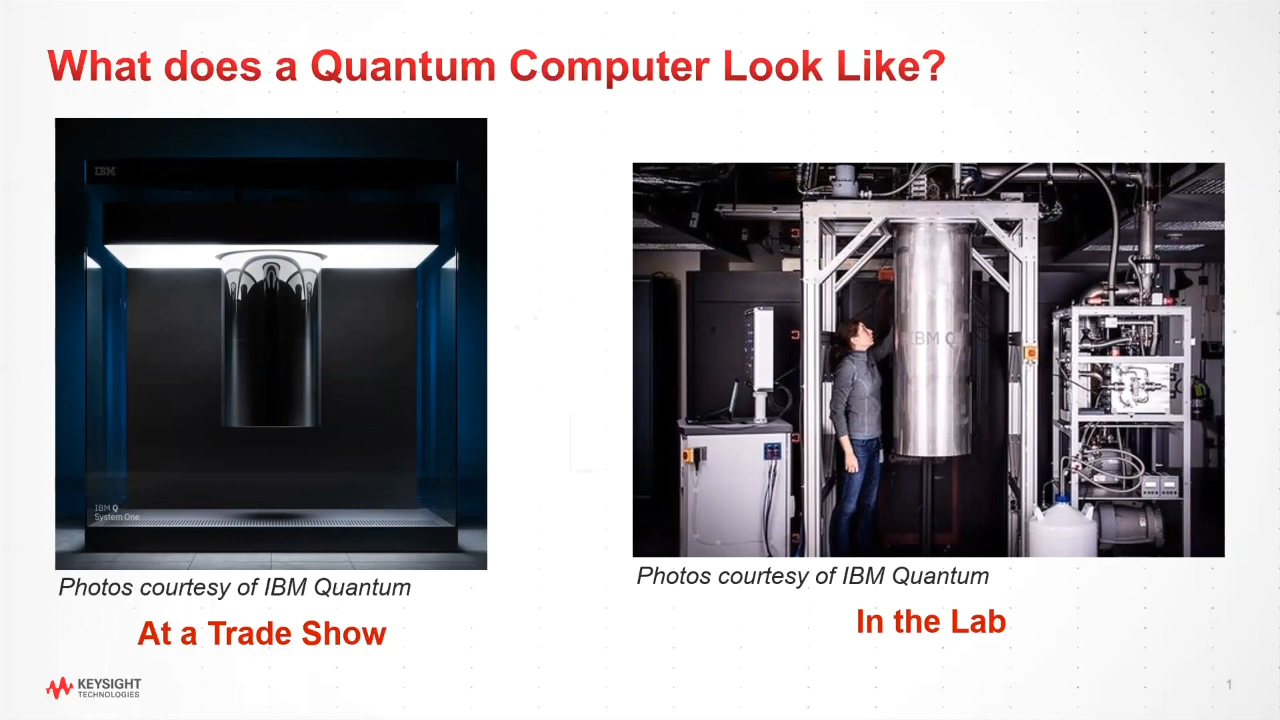 What does a Quantum Computer Look Like?
IBM
IBM Q
System One
Photos courtesy of IBM Quantum
At a Trade Show
IBM Q
Photos courtesy of IBM Quantum
In the Lab
KEYSIGHT
TECHNOLOGIES
1